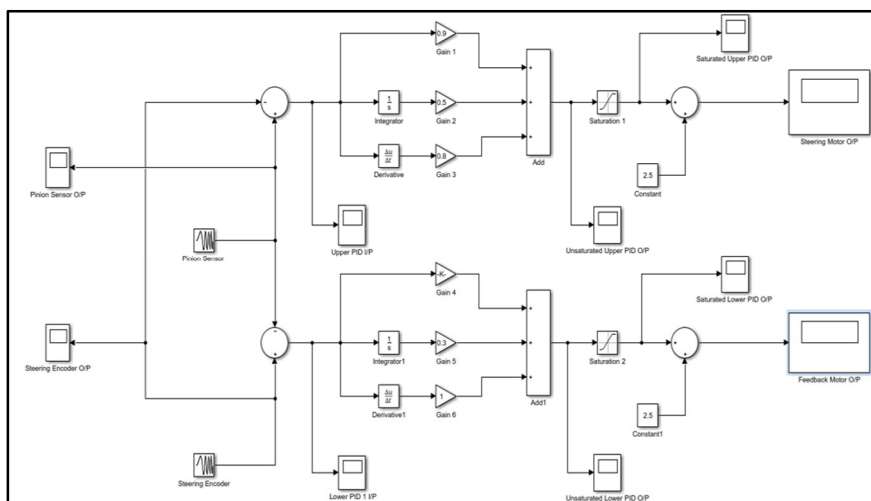 0.9
Gain 1
Saturated Upper PID O/P
1
s
Integrator
0.5
Gain 2
Saturation 1
Steering Motor O/P
Δu
Δt
Derivative
0.8
Gain 3
Add
2.5
Constant
Pinion Sensor O/P
Pinion Sensor
Upper PID I/P
Unsaturated Upper PID O/P
-K-
Gain 4
Saturated Lower PID O/P
1
s
Integrator1
0.3
Gain 5
Saturation 2
Steering Encoder O/P
Feedback Motor O/P
Δu
Δt
Derivative1
1
Gain 6
Add1
2.5
Constant1
Steering Encoder
Lower PID 1 I/P
Unsaturated Lower PID O/P